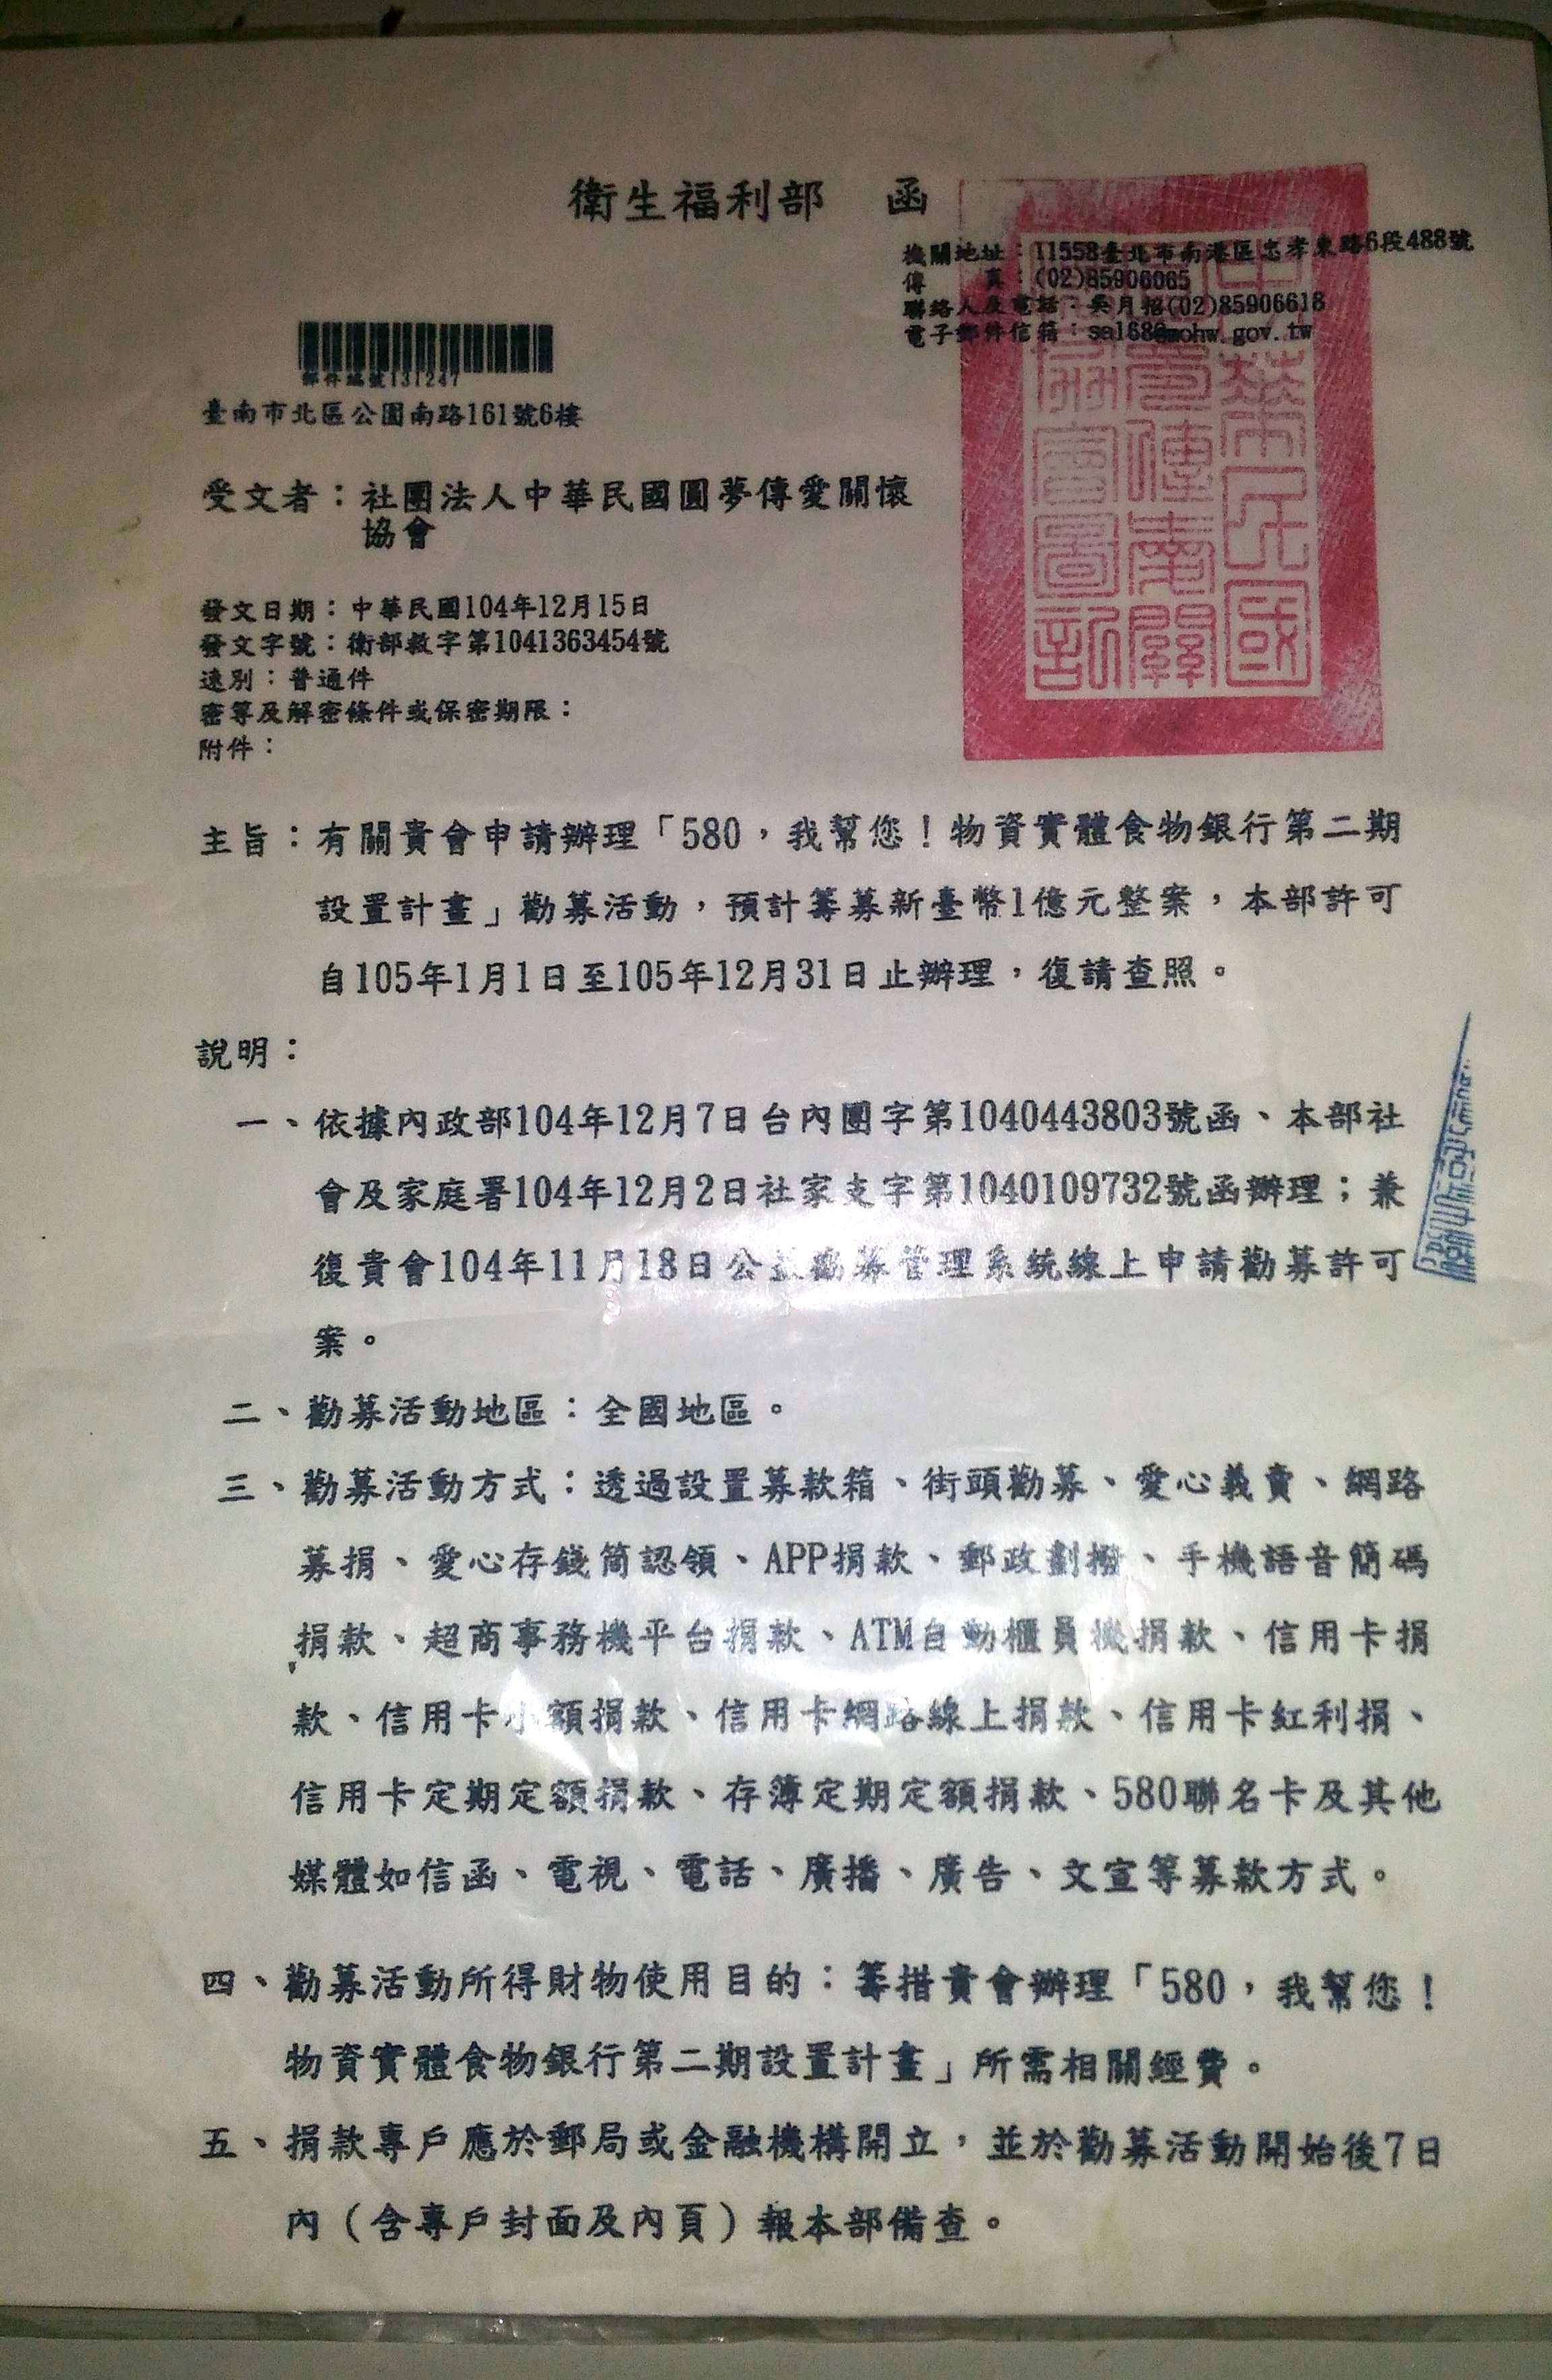 衛生福利部 函
機關地址：11558臺北市南港區忠孝東路6段488號
傳 真：(02)85906065
聯絡人及電話：吳月招(02)85906618
電子郵件信箱：sa1686@mohw.gov.tw
郵件編號131247
臺南市北區公園南路161號6樓
受文者：社團法人中華民國圓夢傳愛關懷
協會
發文日期：中華民國104年12月15日
發文字號：衛部救字第1041363454號
速別：普通件
密等及解密條件或保密期限：
附件：
主旨：有關貴會申請辦理「580，我幫您！物資實體食物銀行第二期
設置計畫」勸募活動，預計籌募新臺幣1億元整案，本部許可
自105年1月1日至105年12月31日止辦理，復請查照。
說明：
一、依據內政部104年12月7日台內團字第1040443803號函、本部社
會及家庭署104年12月2日社家支字第1040109732號函辦理；兼
復貴會104年11月18日公益勸募管理系統線上申請勸募許可
案。
二、勸募活動地區：全國地區。
三、勸募活動方式：透過設置募款箱、街頭勸募、愛心義賣、網路
募捐、愛心存錢筒認領、APP捐款、郵政劃撥、手機語音簡碼
捐款、超商事務機平台捐款、ATM自動櫃員機捐款、信用卡捐
款、信用卡小額捐款、信用卡網路線上捐款、信用卡紅利捐、
信用卡定期定額捐款、存簿定期定額捐款、580聯名卡及其他
媒體如信函、電視、電話、廣播、廣告、文宣等募款方式。
四、勸募活動所得財物使用目的：籌措貴會辦理「580，我幫您！
物資實體食物銀行第二期設置計畫」所需相關經費。
五、捐款專戶應於郵局或金融機構開立，並於勸募活動開始後7日
內（含專戶封面及內頁）報本部備查。